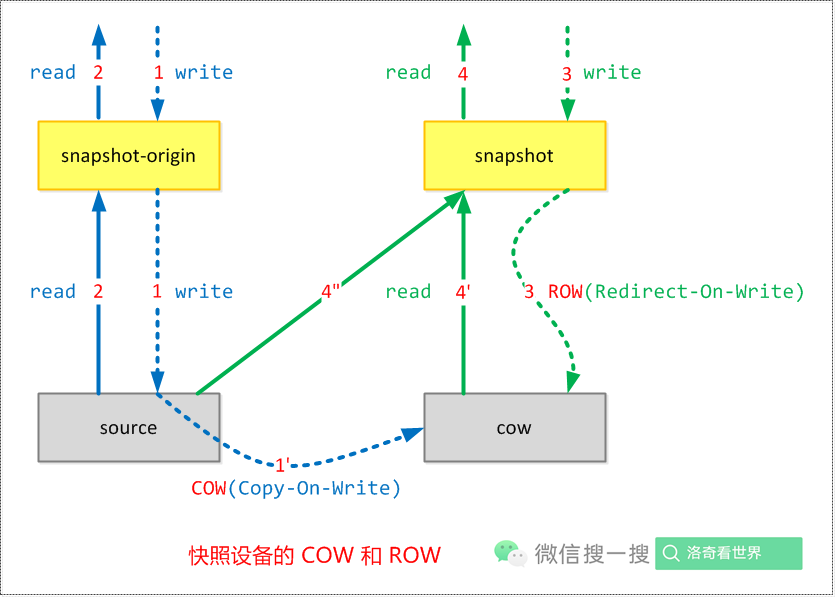 read 2 1 write read 4 3 write
snapshot-origin snapshot
read 2 1 write 4" read 4' 3 ROW(Redirect-On-Write)
source cow
1'
COW(Copy-On-Write)
快照设备的 COW 和 ROW 微信搜一搜 洛奇看世界